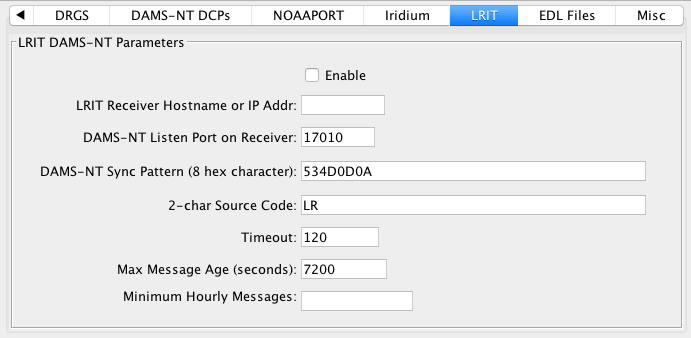 ◀ DRGS DAMS-NT DCPs NOAAPORT Iridium LRIT EDL Files Misc
LRIT DAMS-NT Parameters
Enable
LRIT Receiver Hostname or IP Addr:
DAMS-NT Listen Port on Receiver: 17010
DAMS-NT Sync Pattern (8 hex character): 534D0D0A
2-char Source Code: LR
Timeout: 120
Max Message Age (seconds): 7200
Minimum Hourly Messages: